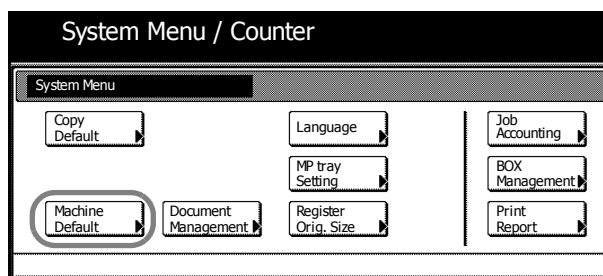 System Menu / Counter
System Menu
Copy
Default
Language
Job
Accounting
MP tray
Setting
BOX
Management
Machine
Default
Document
Management
Register
Orig. Size
Print
Report